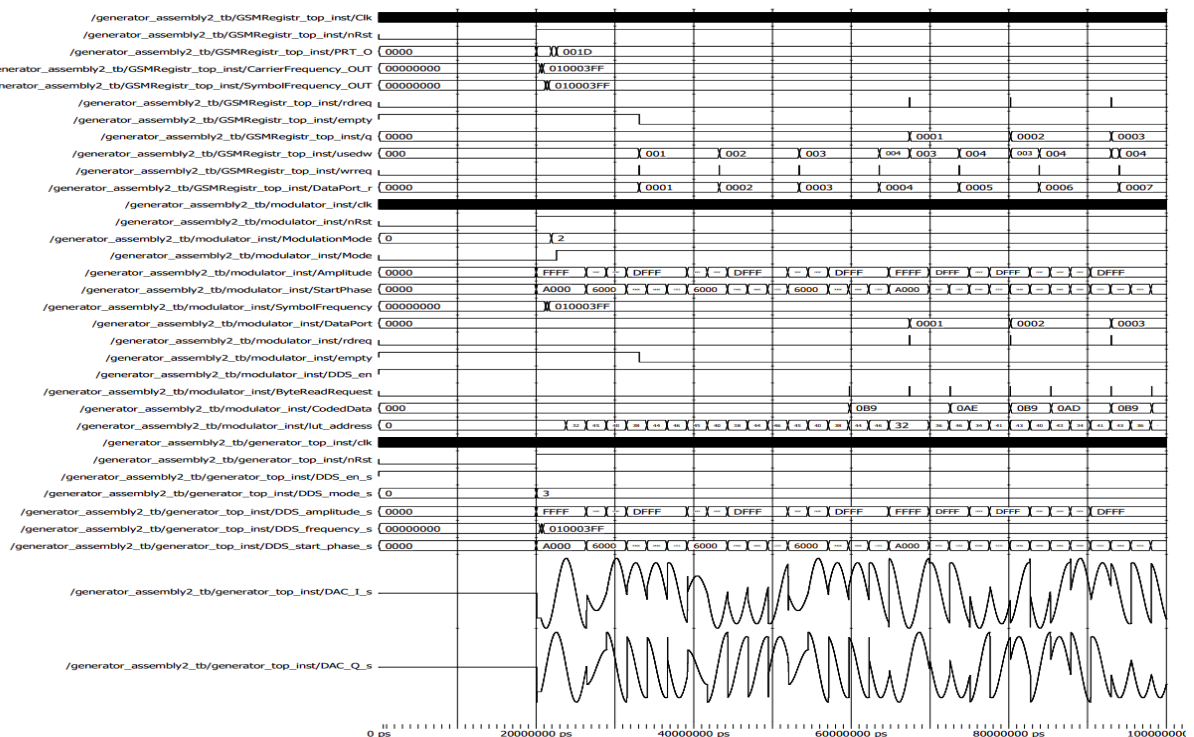 /generator_assembly2_tb/GSMRegistr_top_inst/Clk
/generator_assembly2_tb/GSMRegistr_top_inst/nRst
/generator_assembly2_tb/GSMRegistr_top_inst/PRT_O 0000 001D
enerator_assembly2_tb/GSMRegistr_top_inst/CarrierFrequency_OUT 00000000 010003FF
enerator_assembly2_tb/GSMRegistr_top_inst/SymbolFrequency_OUT 00000000 010003FF
/generator_assembly2_tb/GSMRegistr_top_inst/rdreq
/generator_assembly2_tb/GSMRegistr_top_inst/empty
/generator_assembly2_tb/GSMRegistr_top_inst/q 0000 0001 0002 0003
/generator_assembly2_tb/GSMRegistr_top_inst/usedw 000 001 002 003 004 003 004 003 004 004
/generator_assembly2_tb/GSMRegistr_top_inst/wrreq
/generator_assembly2_tb/GSMRegistr_top_inst/DataPort_r 0000 0001 0002 0003 0004 0005 0006 0007
/generator_assembly2_tb/modulator_inst/clk
/generator_assembly2_tb/modulator_inst/nRst
/generator_assembly2_tb/modulator_inst/ModulationMode 0 2
/generator_assembly2_tb/modulator_inst/Mode
/generator_assembly2_tb/modulator_inst/Amplitude 0000 FFFF DFFF DFFF DFFF FFFF DFFF DFFF DFFF
/generator_assembly2_tb/modulator_inst/StartPhase 0000 A000 6000 6000 6000 A000
/generator_assembly2_tb/modulator_inst/SymbolFrequency 00000000 010003FF
/generator_assembly2_tb/modulator_inst/DataPort 0000 0001 0002 0003
/generator_assembly2_tb/modulator_inst/rdreq
/generator_assembly2_tb/modulator_inst/empty
/generator_assembly2_tb/modulator_inst/DDS_en
/generator_assembly2_tb/modulator_inst/ByteReadRequest
/generator_assembly2_tb/modulator_inst/CodedData 000 0B9 0AE 0B9 0AD 0B9
/generator_assembly2_tb/modulator_inst/lut_address 0 32
/generator_assembly2_tb/generator_top_inst/clk
/generator_assembly2_tb/generator_top_inst/nRst
/generator_assembly2_tb/generator_top_inst/DDS_en_s
/generator_assembly2_tb/generator_top_inst/DDS_mode_s 0 3
/generator_assembly2_tb/generator_top_inst/DDS_amplitude_s 0000 FFFF DFFF DFFF DFFF FFFF DFFF DFFF DFFF
/generator_assembly2_tb/generator_top_inst/DDS_frequency_s 00000000 010003FF
/generator_assembly2_tb/generator_top_inst/DDS_start_phase_s 0000 A000 6000 6000 6000 A000
/generator_assembly2_tb/generator_top_inst/DAC_I_s
/generator_assembly2_tb/generator_top_inst/DAC_Q_s
0 ps 20000000 ps 40000000 ps 60000000 ps 80000000 ps